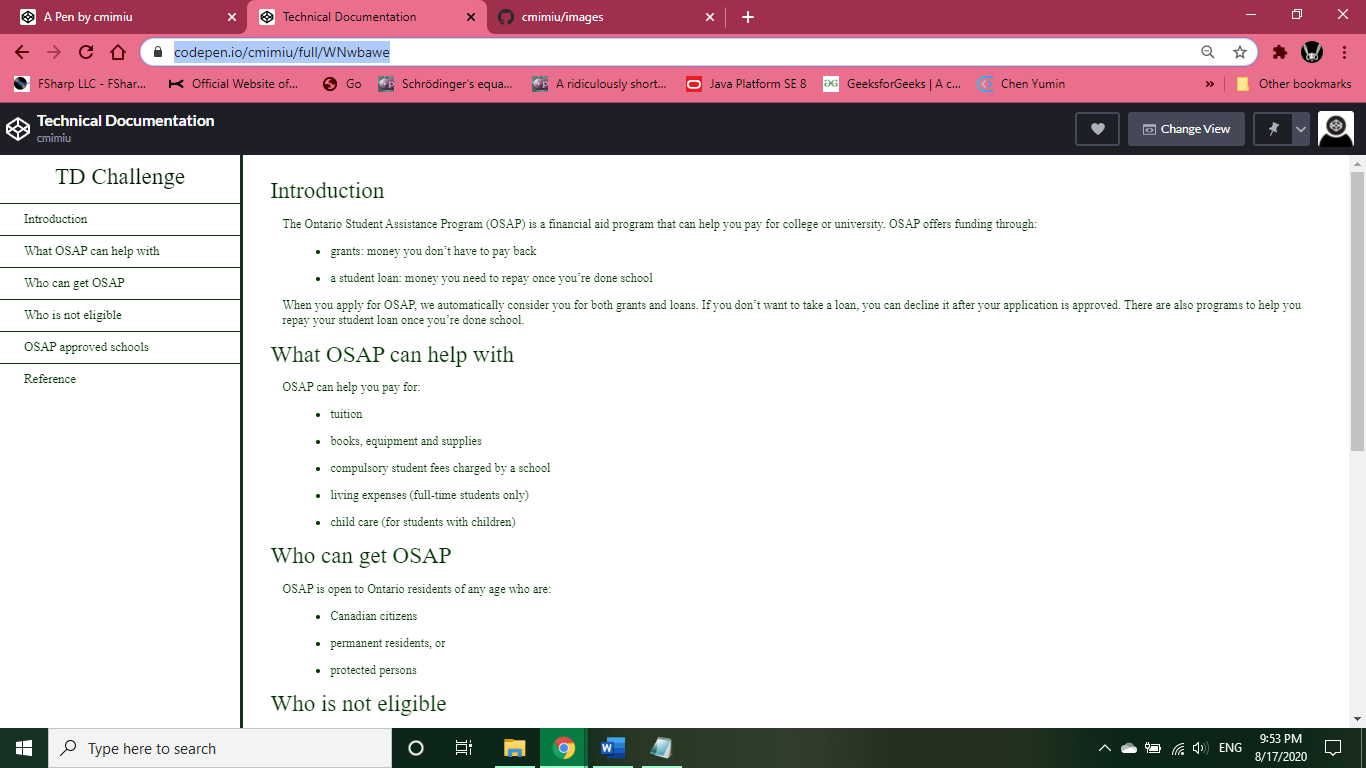 A Pen by cmimiu
Technical Documentation
cmimiu/images
codepen.io/cmimiu/full/WNwbawe
FSharp LLC - FShar...
Official Website of...
Go
Schrödinger's equa...
A ridiculously short...
Java Platform SE 8
GeeksforGeeks | A c...
Chen Yumin
»
Other bookmarks
Technical Documentation
cmimiu
Change View
TD Challenge
Introduction
What OSAP can help with
Who can get OSAP
Who is not eligible
OSAP approved schools
Reference
Introduction
The Ontario Student Assistance Program (OSAP) is a financial aid program that can help you pay for college or university. OSAP offers funding through:
• grants: money you don’t have to pay back
• a student loan: money you need to repay once you’re done school
When you apply for OSAP, we automatically consider you for both grants and loans. If you don’t want to take a loan, you can decline it after your application is approved. There are also programs to help you
repay your student loan once you’re done school.
What OSAP can help with
OSAP can help you pay for:
• tuition
• books, equipment and supplies
• compulsory student fees charged by a school
• living expenses (full-time students only)
• child care (for students with children)
Who can get OSAP
OSAP is open to Ontario residents of any age who are:
• Canadian citizens
• permanent residents, or
• protected persons
Who is not eligible
Type here to search
ENG
9:53 PM
8/17/2020